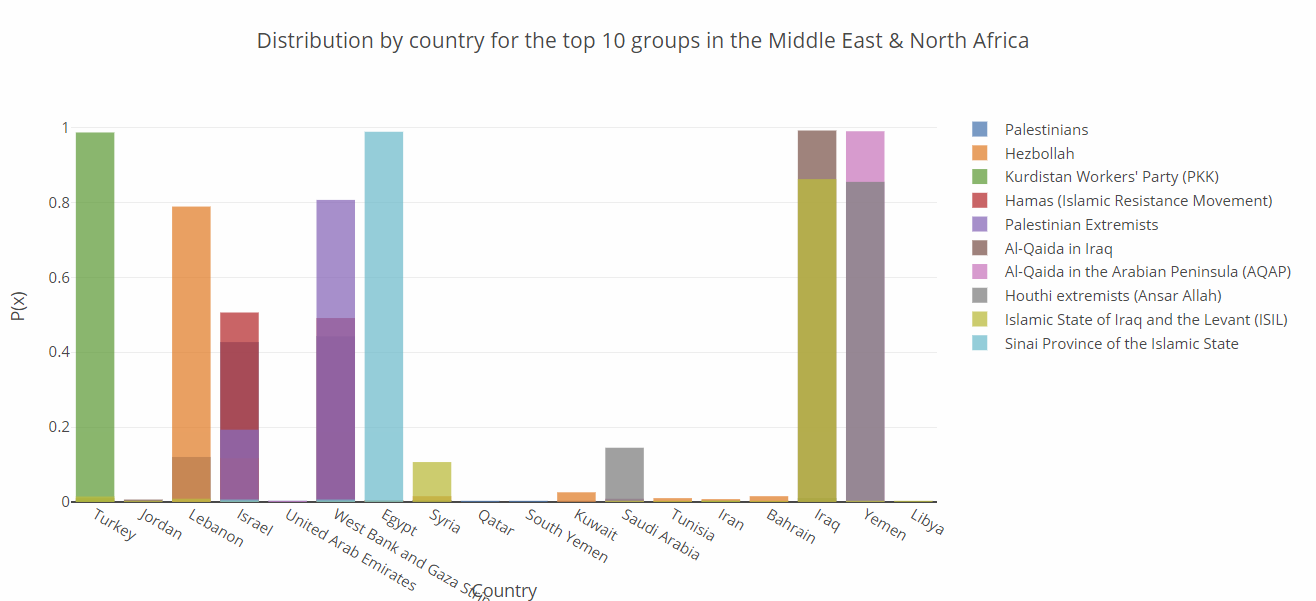 Distribution by country for the top 10 groups in the Middle East & North Africa
1
0.8
0.6
0.4
0.2
0
P(x)
Turkey
Jordan
Lebanon
Israel
United Arab Emirates
West Bank and Gaza Strip
Egypt
Syria
Qatar
South Yemen
Kuwait
Saudi Arabia
Tunisia
Iran
Bahrain
Iraq
Yemen
Libya
Country
Palestinians
Hezbollah
Kurdistan Workers' Party (PKK)
Hamas (Islamic Resistance Movement)
Palestinian Extremists
Al-Qaida in Iraq
Al-Qaida in the Arabian Peninsula (AQAP)
Houthi extremists (Ansar Allah)
Islamic State of Iraq and the Levant (ISIL)
Sinai Province of the Islamic State